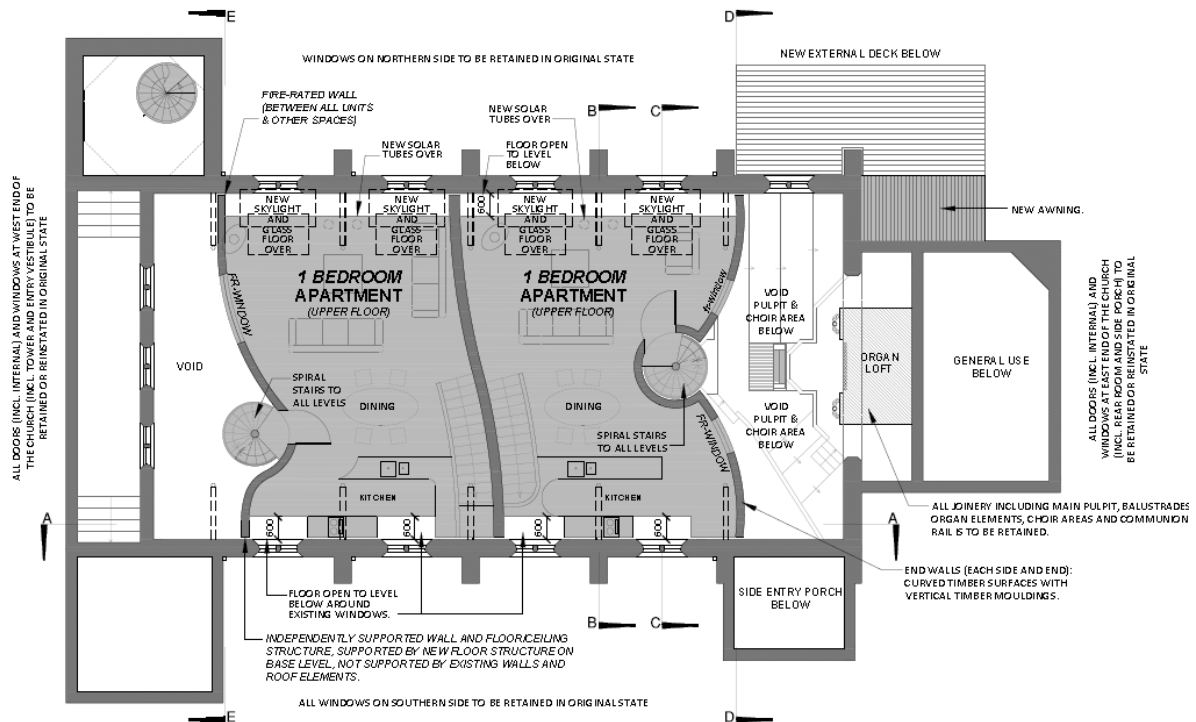 E
D
WINDOWS ON NORTHERN SIDE TO BE RETAINED IN ORIGINAL STATE
NEW EXTERNAL DECK BELOW
FIRE-RATED WALL
(BETWEEN ALL UNITS
& OTHER SPACES)
NEW SOLAR
TUBES OVER
NEW SOLAR
TUBES OVER
B
C
FLOOR OPEN
TO LEVEL
BELOW
600
NEW
SKYLIGHT
AND
GLASS
FLOOR
OVER
NEW
SKYLIGHT
AND
GLASS
FLOOR
OVER
NEW
SKYLIGHT
AND
GLASS
FLOOR
OVER
NEW
SKYLIGHT
AND
GLASS
FLOOR
OVER
NEW AWNING.
1 BEDROOM
APARTMENT
(UPPER FLOOR)
1 BEDROOM
APARTMENT
(UPPER FLOOR)
FR-WINDOW
fr-window
VOID
VOID
PULPIT &
CHOIR AREA
BELOW
ORGAN
LOFT
GENERAL USE
BELOW
SPIRAL
STAIRS TO
ALL LEVELS
DINING
DINING
SPIRAL STAIRS
TO ALL LEVELS
VOID
PULPIT &
CHOIR AREA
BELOW
FR-WINDOW
KITCHEN
KITCHEN
600
600
600
A
A
ALL DOORS (INCL. INTERNAL) AND WINDOWS AT WEST END OF
THE CHURCH (INCL. TOWER AND ENTRY VESTIBULE) TO BE
RETAINED OR REINSTATED IN ORIGINAL STATE
ALL DOORS (INCL. INTERNAL) AND
WINDOWS AT EAST END OF THE CHURCH
(INCL. REAR ROOM AND SIDE PORCH) TO
BE RETAINED OR REINSTATED IN ORIGINAL
STATE
ALL JOINERY INCLUDING MAIN PULPIT, BALUSTRADES
ORGAN ELEMENTS, CHOIR AREAS AND COMMUNION
RAIL IS TO BE RETAINED.
END WALLS (EACH SIDE AND END):
CURVED TIMBER SURFACES WITH
VERTICAL TIMBER MOULDINGS.
SIDE ENTRY PORCH
BELOW
FLOOR OPEN TO LEVEL
BELOW AROUND
EXISTING WINDOWS.
B
C
INDEPENDENTLY SUPPORTED WALL AND FLOOR/CEILING
STRUCTURE, SUPPORTED BY NEW FLOOR STRUCTURE ON
BASE LEVEL, NOT SUPPORTED BY EXISTING WALLS AND
ROOF ELEMENTS.
ALL WINDOWS ON SOUTHERN SIDE TO BE RETAINED IN ORIGINAL STATE
E
D